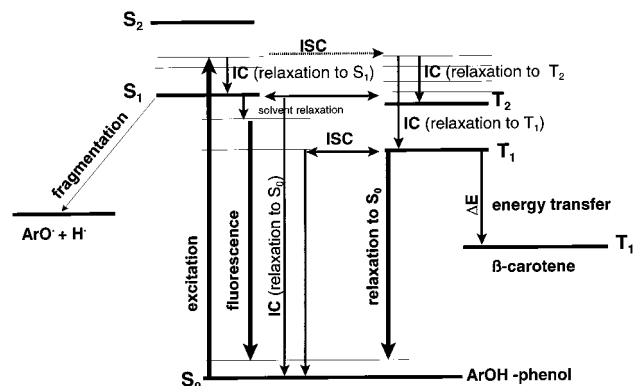 S₂
ISC
IC (relaxation to S₁)
IC (relaxation to T₂
S₁
T₂
solvent relaxation
IC (relaxation to T₁)
ISC
T₁
fragmentation
ArO· + H·
excitation
fluorescence
IC (relaxation to S₀)
relaxation to S₀
ΔE
energy transfer
T₁
ß-carotene
S₀
ArOH -phenol